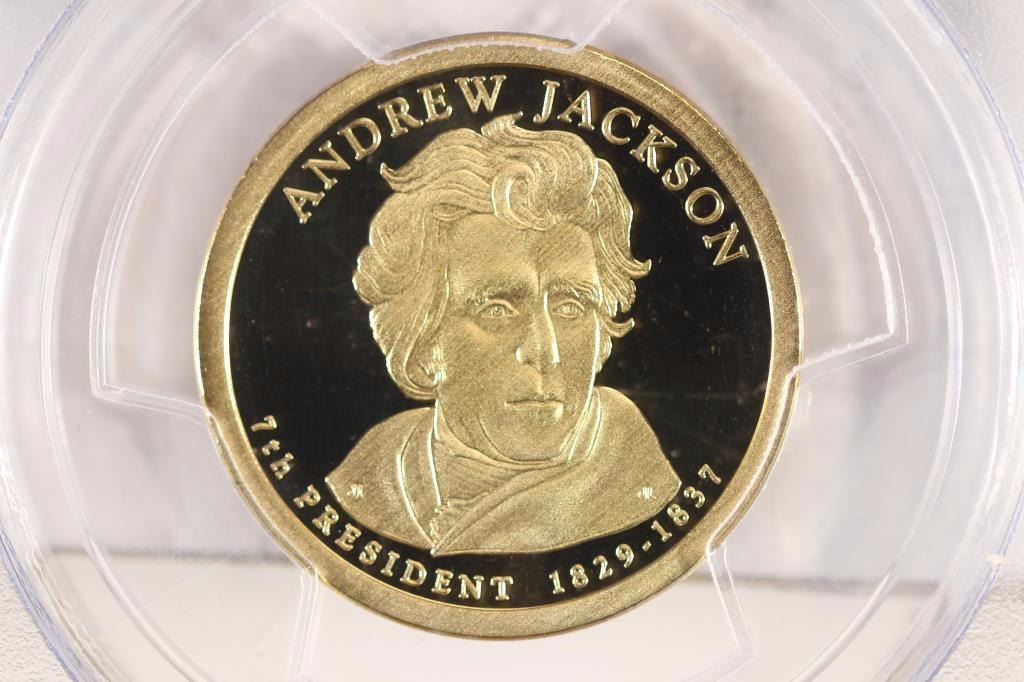 ANDREW JACKSON
7th PRESIDENT 1829-1837